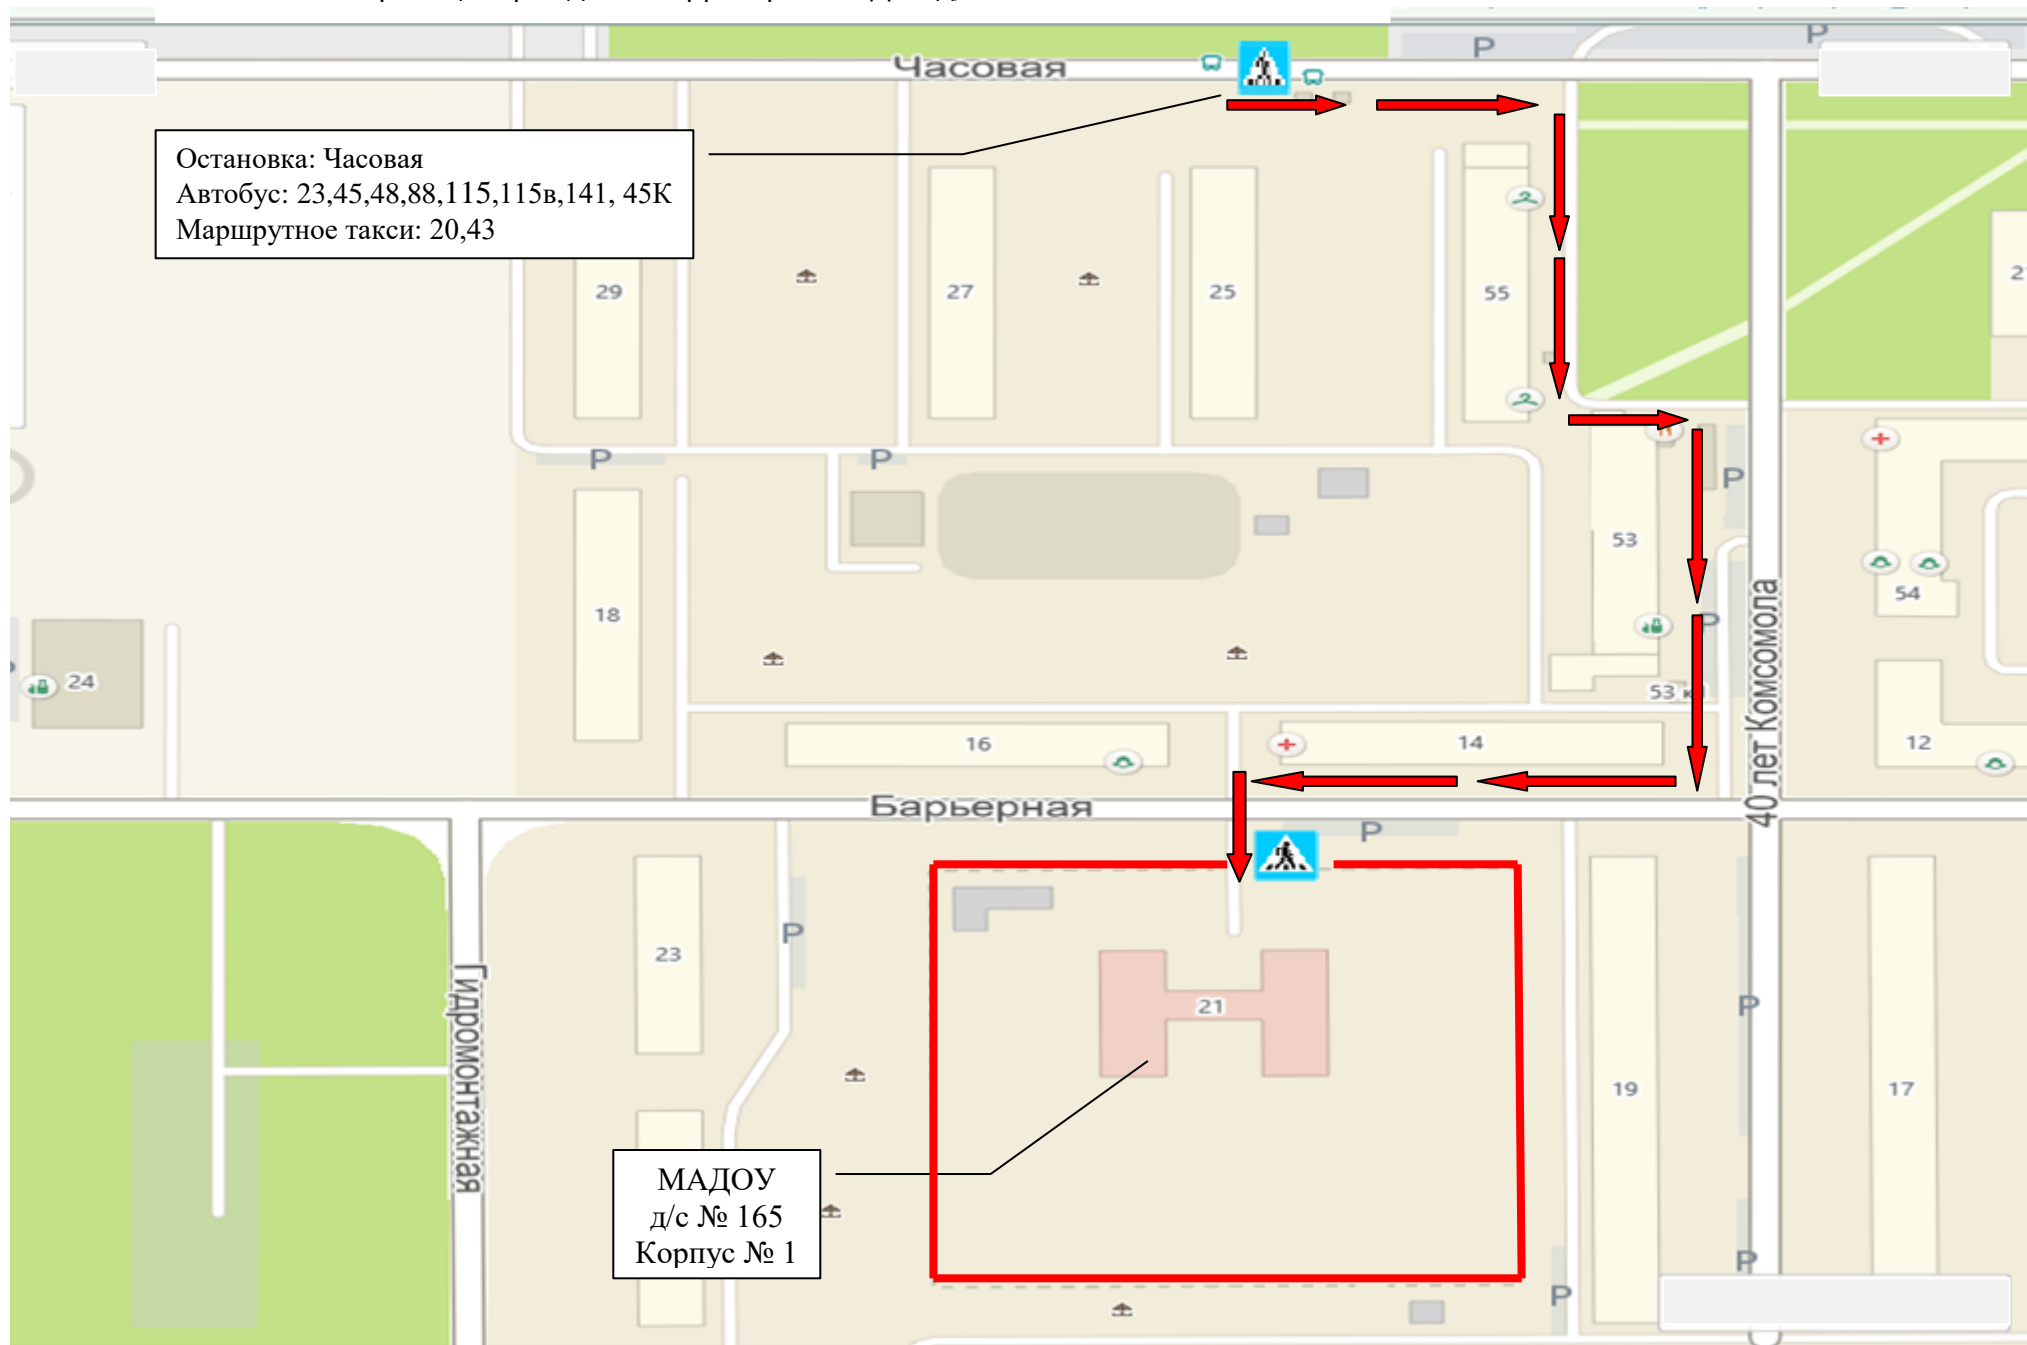 Р
Р
Часовая
Остановка: Часовая
Автобус: 23,45,48,88,115,115в,141, 45К
Маршрутное такси: 20,43
29
27
25
55
Р
Р
Р
18
53
54
24
Р
53 к
16
14
12
40 лет Комсомола
Барьерная
Р
23
Р
Гидромонтажная
21
Р
19
17
МАДОУ
д/с № 165
Корпус № 1
Р
Р